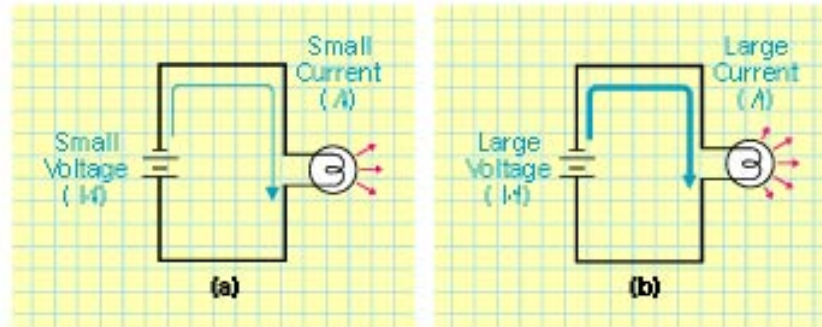 Small
Current
Small
Voltage
(a)
Large
Current
Large
Voltage
(b)